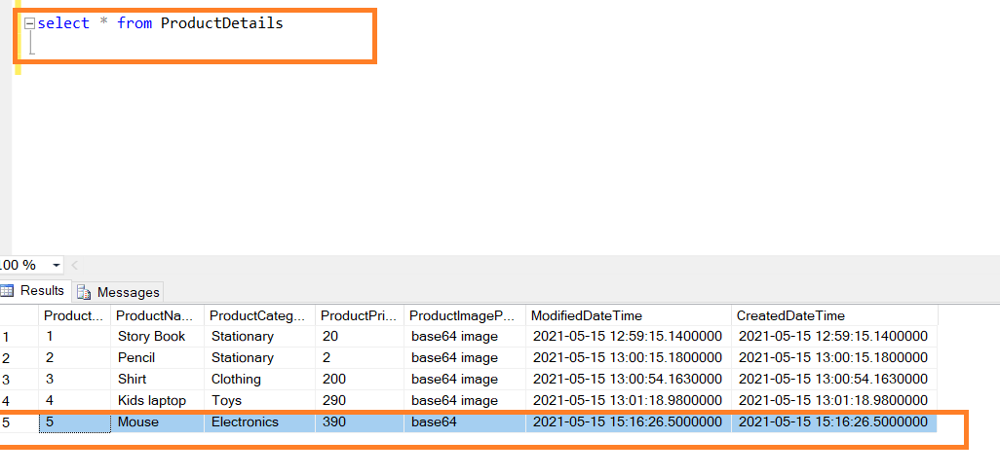 select * from ProductDetails
.00 %
Results Messages
Product... ProductNa... ProductCateg... ProductPri... ProductImageP... ModifiedDateTime CreatedDateTime
1 1 Story Book Stationary 20 base64 image 2021-05-15 12:59:15.1400000 2021-05-15 12:59:15.1400000
2 2 Pencil Stationary 2 base64 image 2021-05-15 13:00:15.1800000 2021-05-15 13:00:15.1800000
3 3 Shirt Clothing 200 base64 image 2021-05-15 13:00:54.1630000 2021-05-15 13:00:54.1630000
4 4 Kids laptop Toys 290 base64 image 2021-05-15 13:01:18.9800000 2021-05-15 13:01:18.9800000
5 5 Mouse Electronics 390 base64 2021-05-15 15:16:26.5000000 2021-05-15 15:16:26.5000000